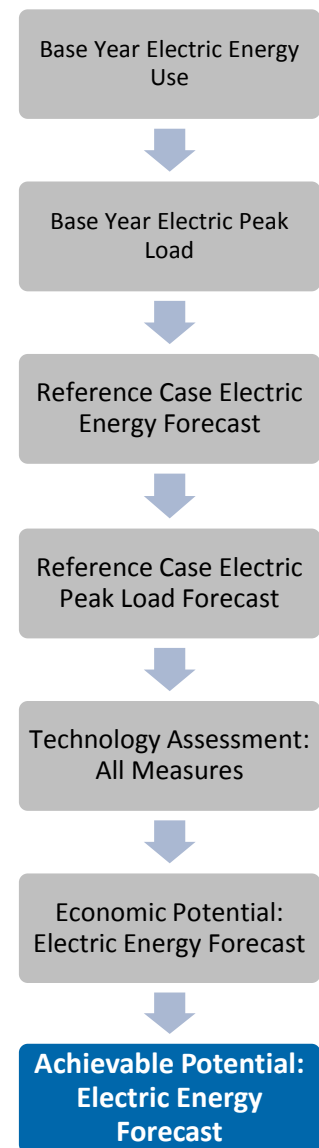 Base Year Electric Energy
Use
Base Year Electric Peak
Load
Reference Case Electric
Energy Forecast
Reference Case Electric
Peak Load Forecast
Technology Assessment:
All Measures
Economic Potential:
Electric Energy Forecast
Achievable Potential:
Electric Energy
Forecast